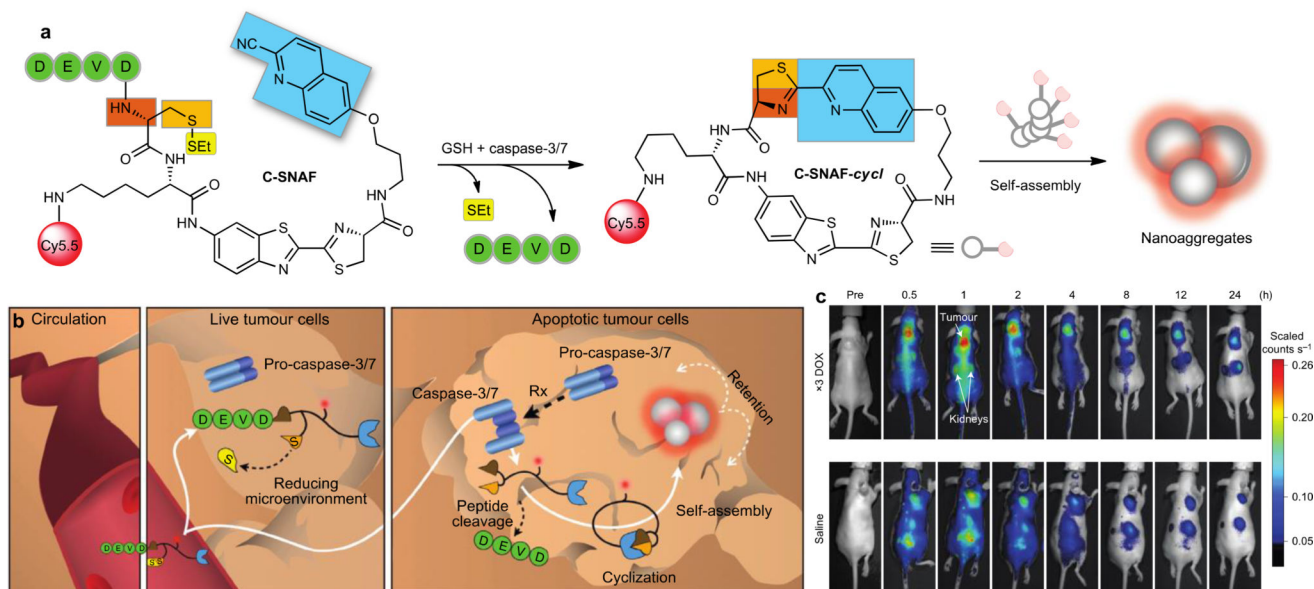 a
D E V D
HN
S
SEt
O
NH
NC
N
O
C-SNAF
NH
Cy5.5
O
NH
S
N
N
S
NH
O
GSH + caspase-3/7
SEt
D E V D
S
N
N
O
HN
O
NH
Cy5.5
O
NH
C-SNAF-cycl
NH
O
S
N
N
S
Self-assembly
Nanoaggregates
b
Circulation
Live tumour cells
Apoptotic tumour cells
Pro-caspase-3/7
D E V D
S
S
Reducing
microenvironment
D E V D
S S
Pro-caspase-3/7
Caspase-3/7
Rx
Retention
Peptide
cleavage
D E V D
Self-assembly
Cyclization
c
Pre 0.5 1 2 4 8 12 24 (h)
×3 DOX
Tumour
Kidneys
Saline
Scaled
counts s⁻¹
0.26
0.20
0.10
0.05